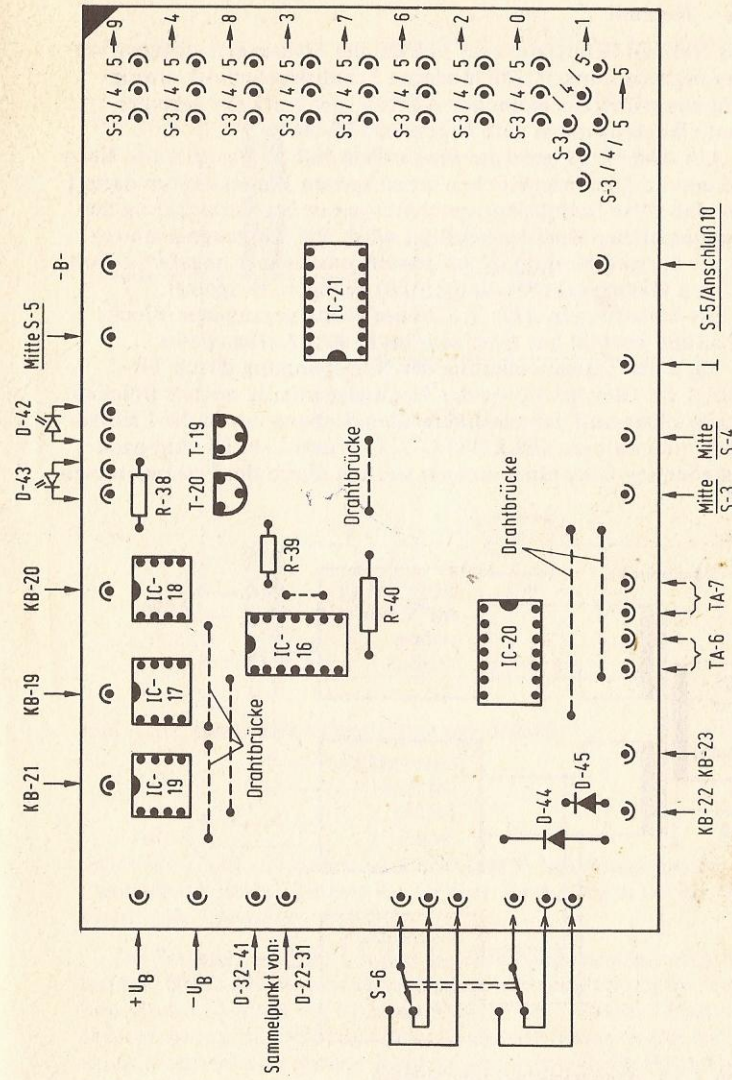 KB-21
KB-19
KB-20
D-43
D-42
Mitte S-5
-B-
+UB
-UB
D-32-41
Sammelpunkt von:
D-22-31
S-6
IC-
19
IC-
17
IC-
18
R-38
T-20
T-19
Drahtbrücke
IC-
16
R-39
R-40
Drahtbrücke
IC-21
IC-20
Drahtbrücke
D-44
D-45
S-3 / 4 / 5 → 9
S-3 / 4 / 5 → 4
S-3 / 4 / 5 → 8
S-3 / 4 / 5 → 3
S-3 / 4 / 5 → 7
S-3 / 4 / 5 → 6
S-3 / 4 / 5 → 2
S-3 / 4 / 5 → 0
S-3 / 4 / 5 → 1
S-3 / 4 / 5 → 5
KB-22
KB-23
TA-6
TA-7
Mitte
S-3
Mitte
S-4
⊥
S-5/Anschluß 10